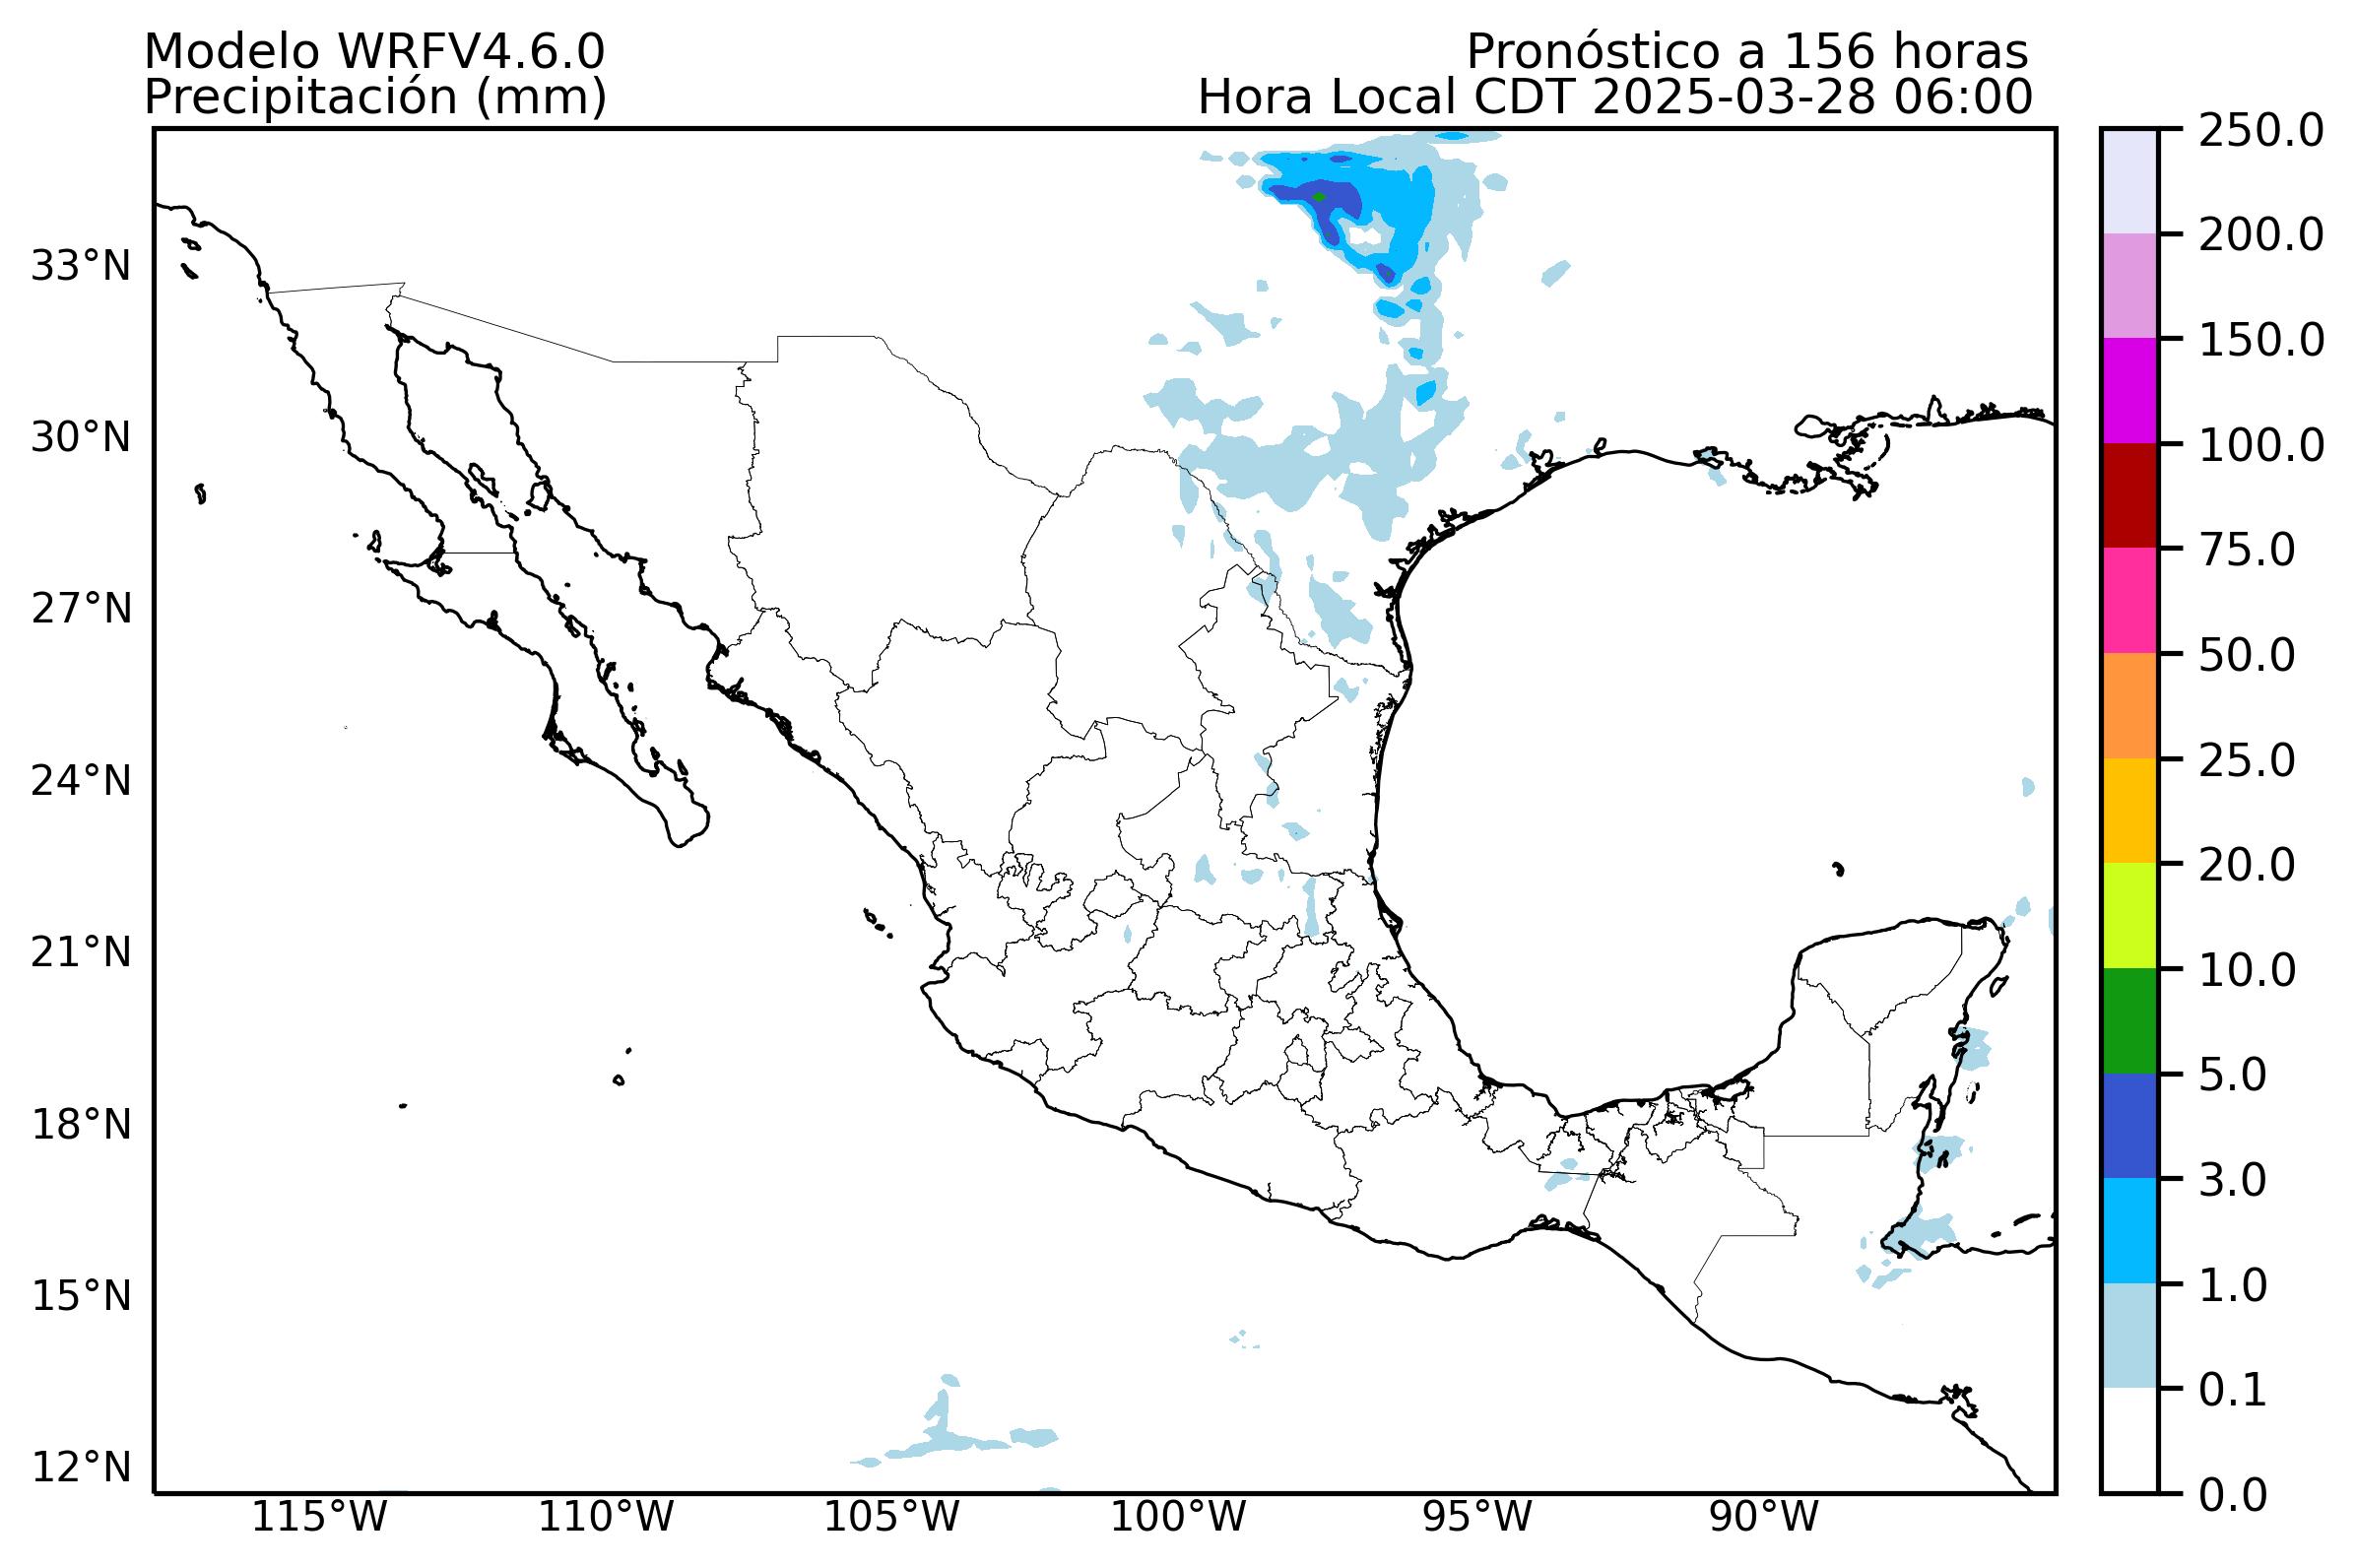 Modelo WRFV4.6.0
Precipitación (mm)
Pronóstico a 156 horas
Hora Local CDT 2025-03-28 06:00
33°N
30°N
27°N
24°N
21°N
18°N
15°N
12°N
115°W
110°W
105°W
100°W
95°W
90°W
250.0
200.0
150.0
100.0
75.0
50.0
25.0
20.0
10.0
5.0
3.0
1.0
0.1
0.0